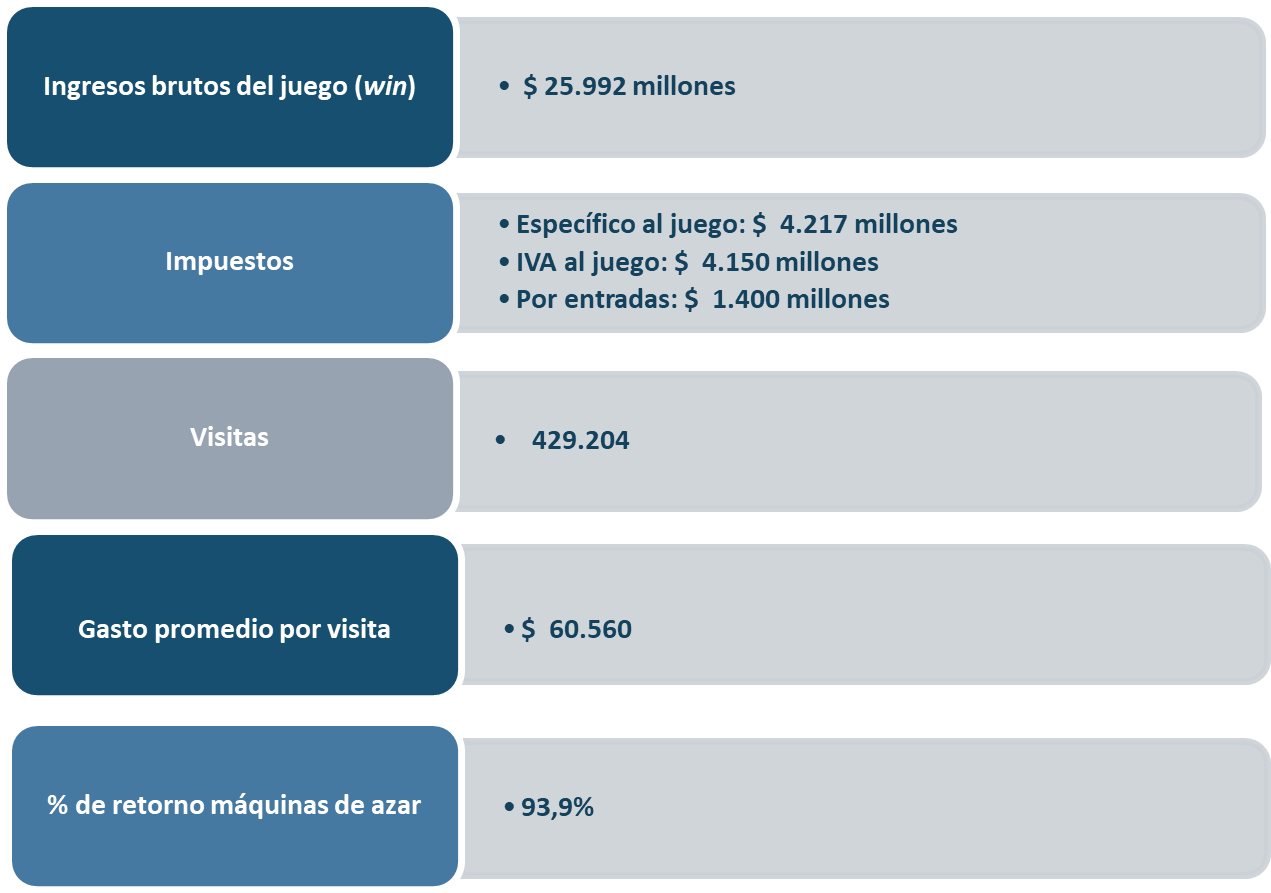 Ingresos brutos del juego (win)
• $ 25.992 millones
Impuestos
• Específico al juego: $ 4.217 millones
• IVA al juego: $ 4.150 millones
• Por entradas: $ 1.400 millones
Visitas
• 429.204
Gasto promedio por visita
• $ 60.560
% de retorno máquinas de azar
• 93,9%